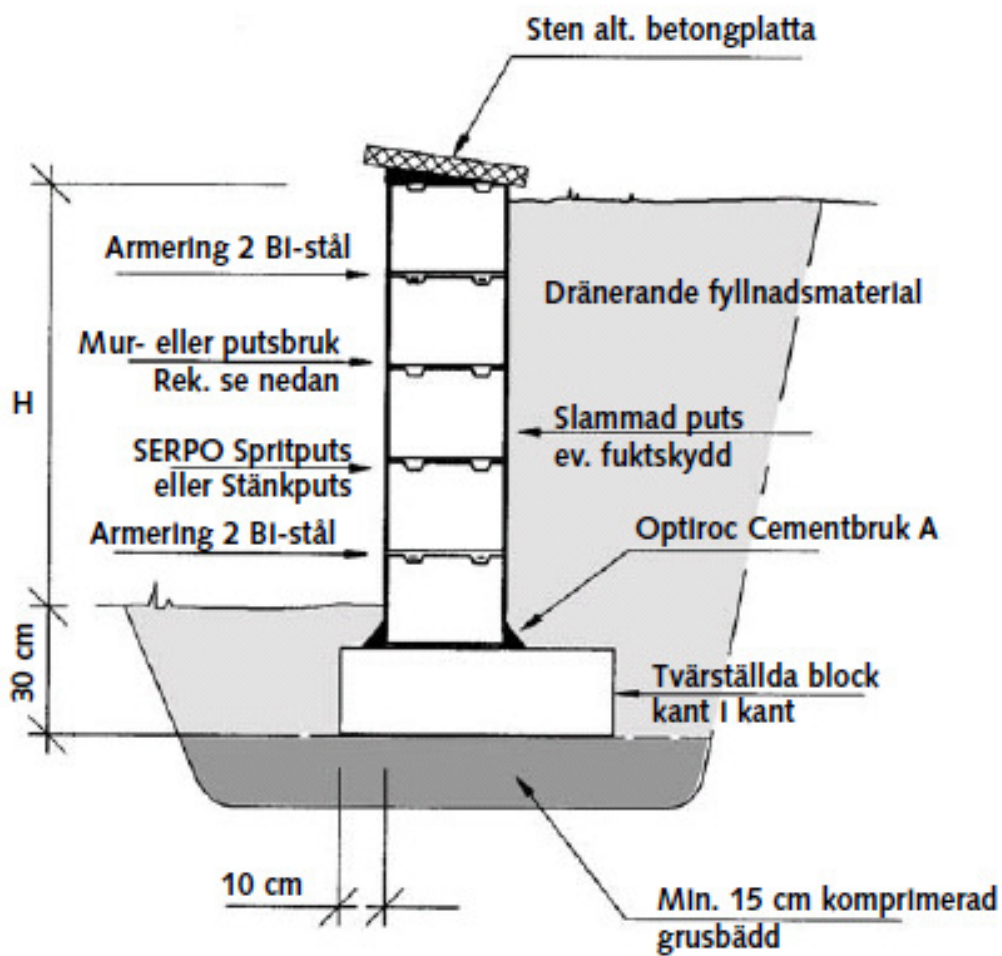 Sten alt. betongplatta
Armering 2 BI-stål
Dränerande fyllnadsmaterial
Mur- eller putsbruk
Rek. se nedan
H
Slammad puts
ev. fuktskydd
SERPO Spritputs
eller Stänkputs
Armering 2 BI-stål
Optiroc Cementbruk A
30 cm
Tvärställda block
kant i kant
10 cm
Min. 15 cm komprimerad
grusbädd